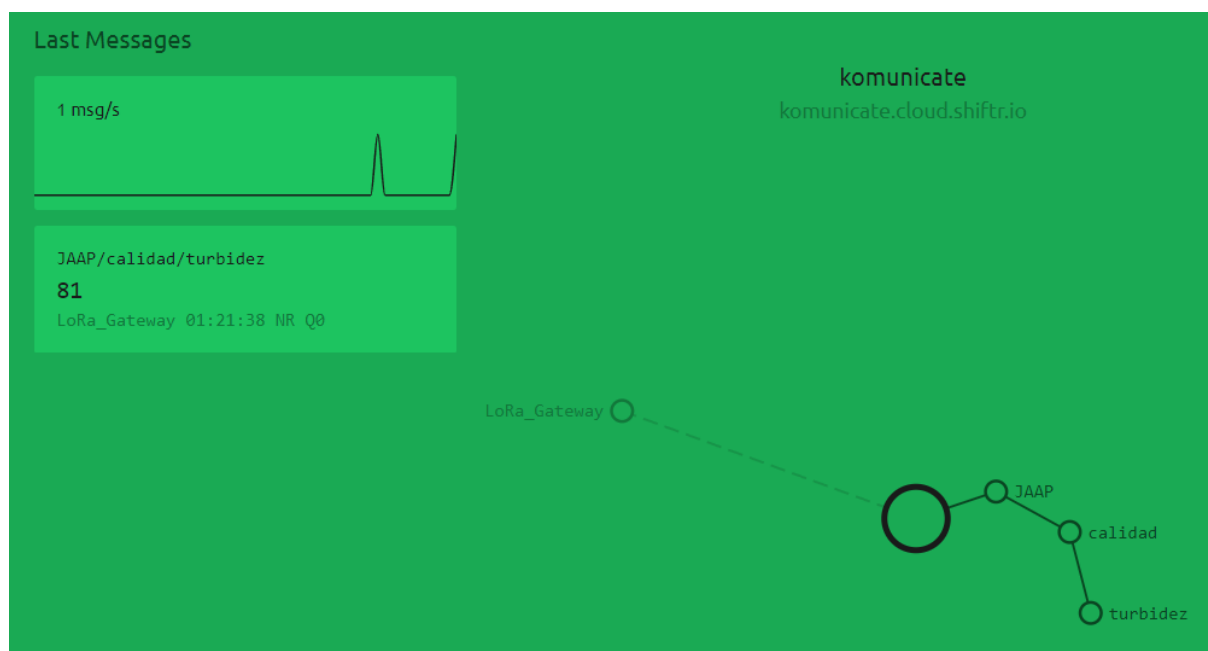 Last Messages
1 msg/s
JAAP/calidad/turbidez
81
LoRa_Gateway 01:21:38 NR Q0
komunicate
komunicate.cloud.shiftr.io
LoRa_Gateway
JAAP
calidad
turbidez